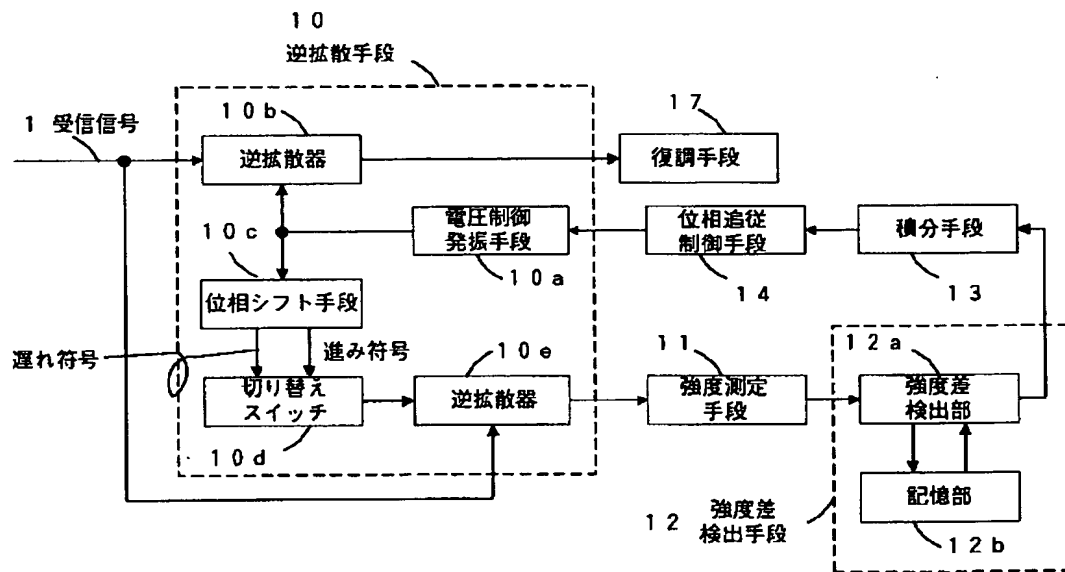 10
逆拡散手段
1 受信信号
10b
逆拡散器
17
復調手段
10c
電圧制御
発振手段
10a
位相追従
制御手段
14
積分手段
13
位相シフト手段
遅れ符号
進み符号
切り替え
スイッチ
10d
10e
逆拡散器
11
強度測定
手段
12a
強度差
検出部
記憶部
12b
12 強度差
検出手段